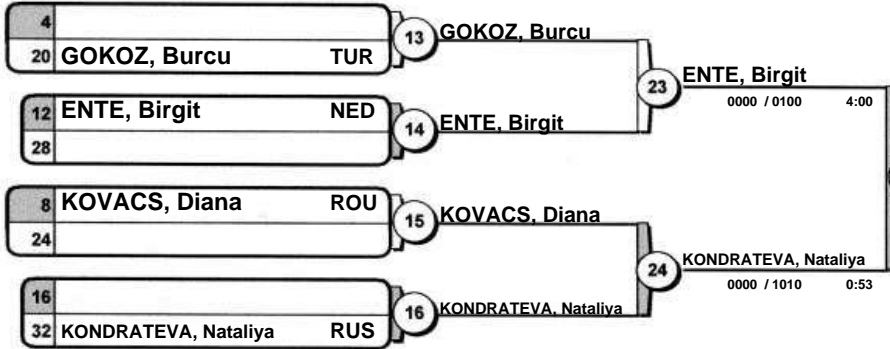 4
20 GOKOZ, Burcu TUR
13 GOKOZ, Burcu
12 ENTE, Birgit NED
28
14 ENTE, Birgit
23 ENTE, Birgit
0000 / 0100 4:00
8 KOVACS, Diana ROU
24
15 KOVACS, Diana
16
32 KONDRATEVA, Nataliya RUS
16 KONDRATEVA, Nataliya
24 KONDRATEVA, Nataliya
0000 / 1010 0:53